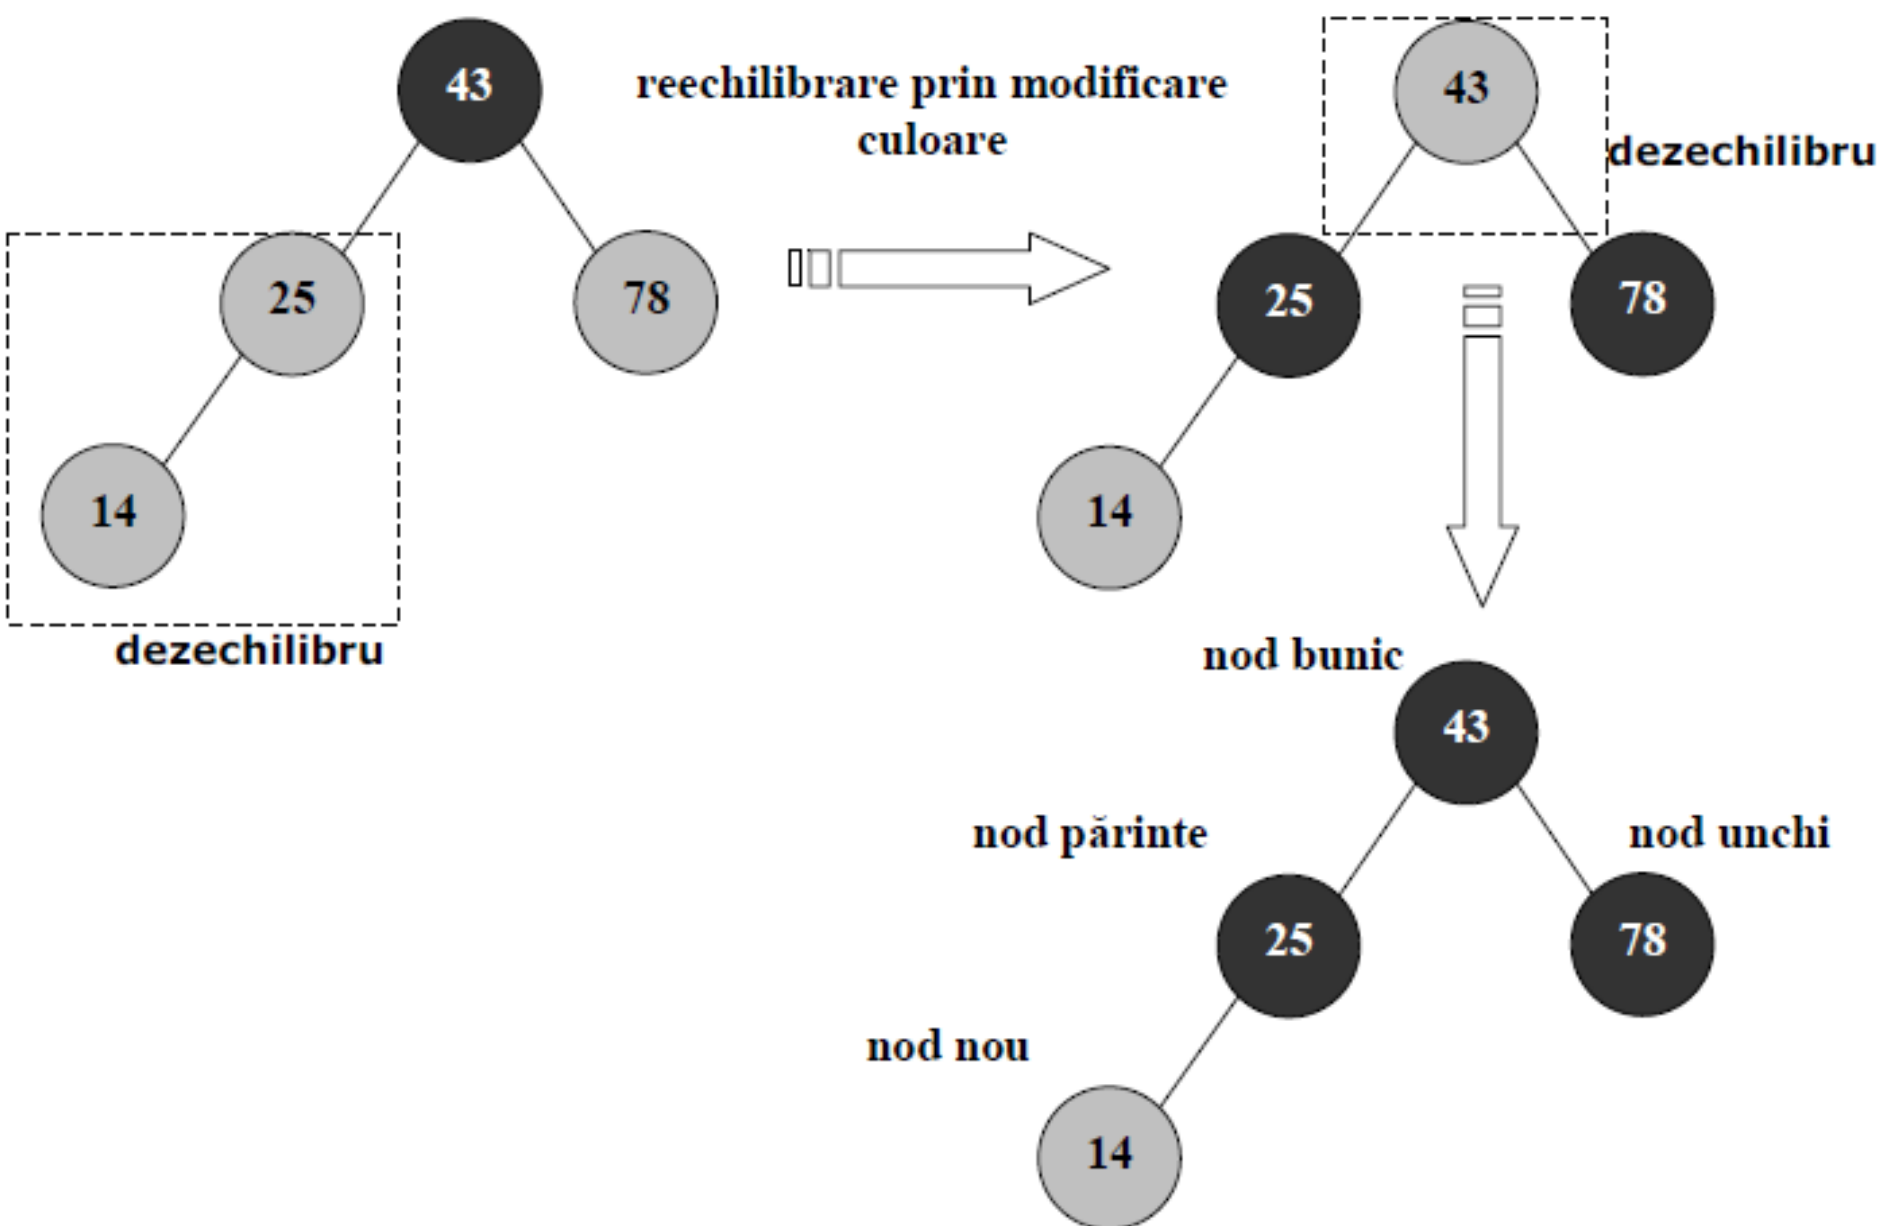 43
reechilibrare prin modificare
culoare
25
78
14
dezechilibru
43
dezechilibru
25
78
14
nod bunic
43
nod părinte
nod unchi
25
78
nod nou
14